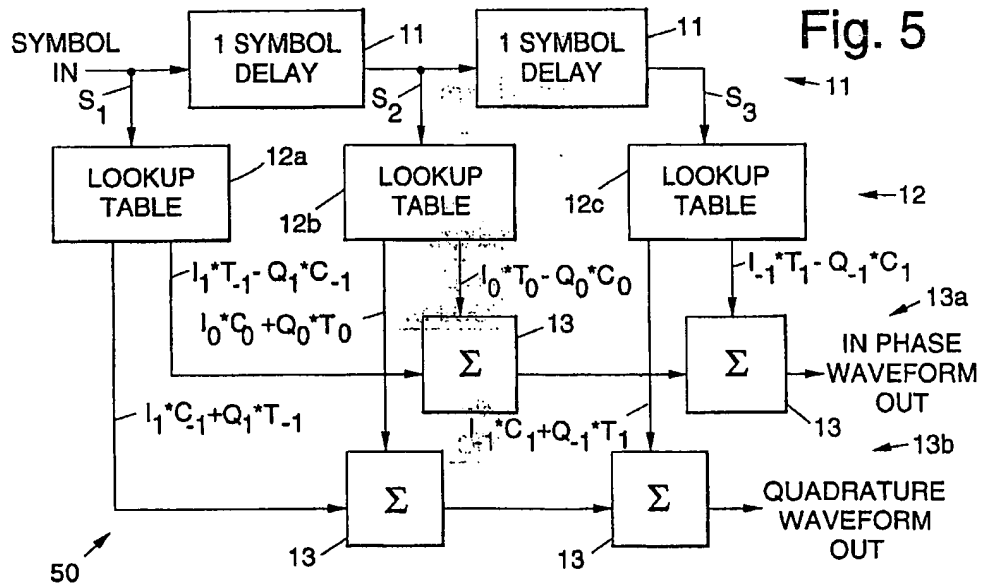 Fig. 5
SYMBOL
IN
1 SYMBOL
DELAY
11
1 SYMBOL
DELAY
11
11
S1
S2
S3
LOOKUP
TABLE
12a
LOOKUP
TABLE
12b
LOOKUP
TABLE
12c
12
I1*T-1- Q1*C-1
I0*T0- Q0*C0
I-1*T1- Q-1*C1
I0*C0+Q0*T0
13a
Σ
13
Σ
13
IN PHASE
WAVEFORM
OUT
I1*C-1+Q1*T-1
I-1*C1+Q-1*T1
13b
Σ
13
Σ
13
QUADRATURE
WAVEFORM
OUT
50